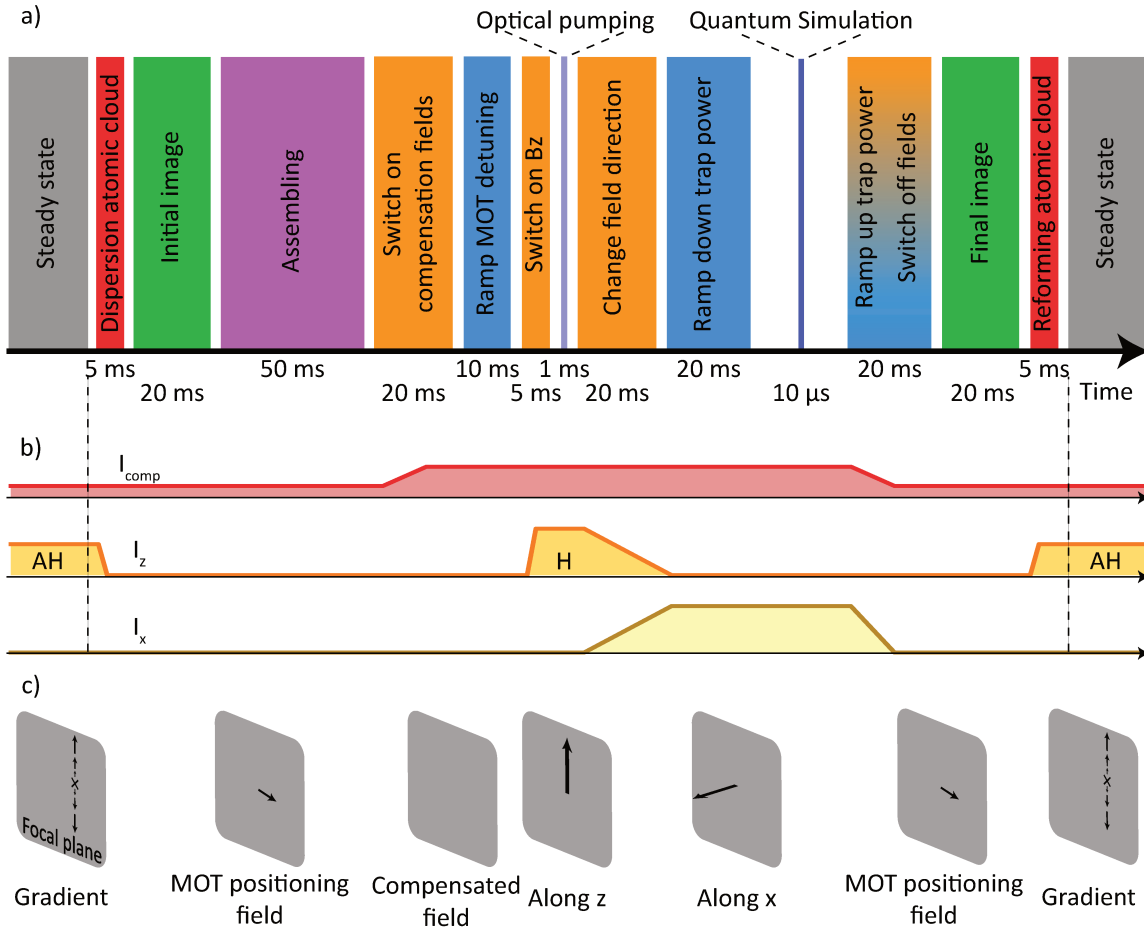 a)
Optical pumping
Quantum Simulation
Steady state
Dispersion atomic cloud
Initial image
Assembling
Switch on
compensation fields
Ramp MOT detuning
Switch on Bz
Change field direction
Ramp down trap power
Ramp up trap power
Switch off fields
Final image
Reforming atomic cloud
Steady state
5 ms
50 ms
10 ms
1 ms
20 ms
20 ms
5 ms
20 ms
20 ms
5 ms
20 ms
10 μs
20 ms
Time
b)
I comp
AH
I z
H
AH
I x
c)
x
Focal plane
x
Gradient
MOT positioning
field
Compensated
field
Along z
Along x
MOT positioning
field
Gradient